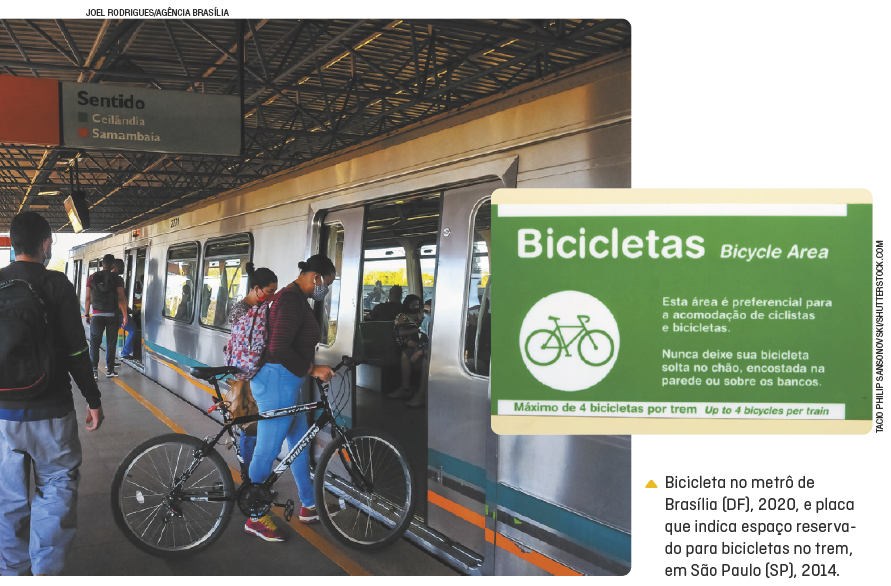 JOEL RODRIGUES/AGÊNCIA BRASÍLIA
Sentido
Ceilândia
Samambaia
2231
Bicicletas Bicycle Area
Esta área é preferencial para
a acomodação de ciclistas
e bicicletas.
Nunca deixe sua bicicleta
solta no chão, encostada na
parede ou sobre os bancos.
Máximo de 4 bicicletas por trem Up to 4 bicycles per train
TACIO PHILIP SANSONOVSKI/SHUTTERSTOCK.COM
Bicicleta no metrô de
Brasília (DF), 2020, e placa
que indica espaço reserva-
do para bicicletas no trem,
em São Paulo (SP), 2014.